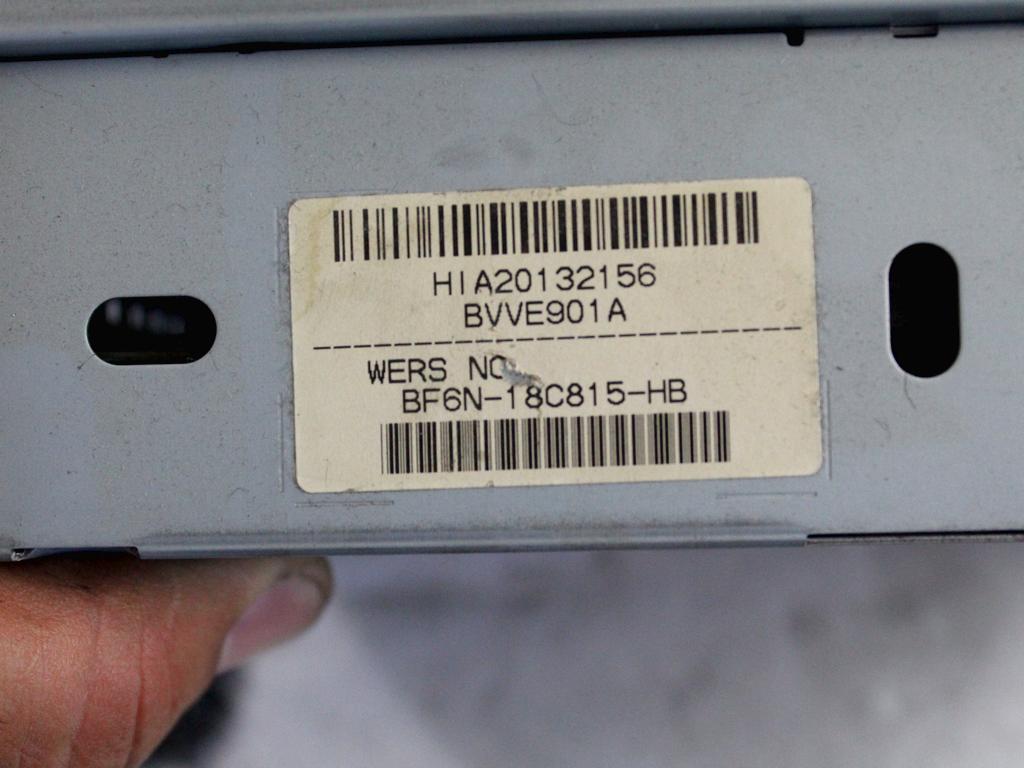 HIA20132156
BVVE901A
WERS NO
BF6N-18C815-HB